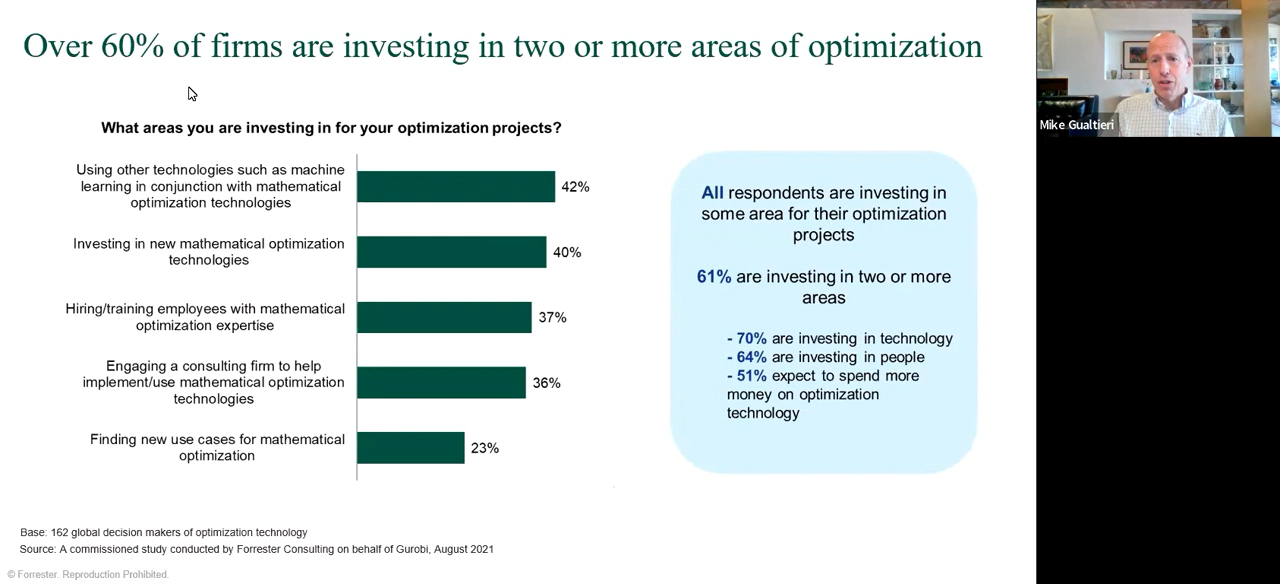 Over 60% of firms are investing in two or more areas of optimization
What areas you are investing in for your optimization projects?
Using other technologies such as machine
learning in conjunction with mathematical
optimization technologies
42%
Investing in new mathematical optimization
technologies
40%
Hiring/training employees with mathematical
optimization expertise
37%
Engaging a consulting firm to help
implement/use mathematical optimization
technologies
36%
Finding new use cases for mathematical
optimization
23%
All respondents are investing in
some area for their optimization
projects
61% are investing in two or more
areas
- 70% are investing in technology
- 64% are investing in people
- 51% expect to spend more
money on optimization
technology
Base: 162 global decision makers of optimization technology
Source: A commissioned study conducted by Forrester Consulting on behalf of Gurobi, August 2021
© Forrester. Reproduction Prohibited.
Mike Gualtieri